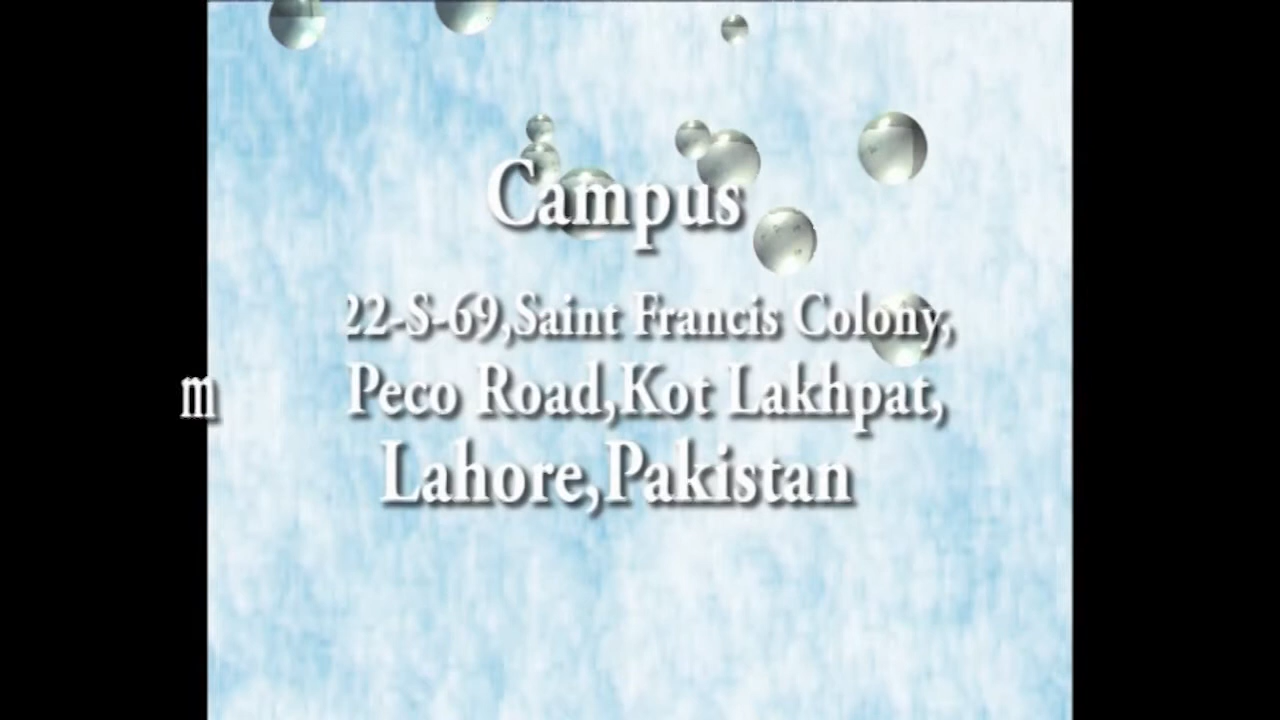 Campus
22-S-69,Saint Francis Colony,
m
Peco Road,Kot Lakhpat,
Lahore,Pakistan